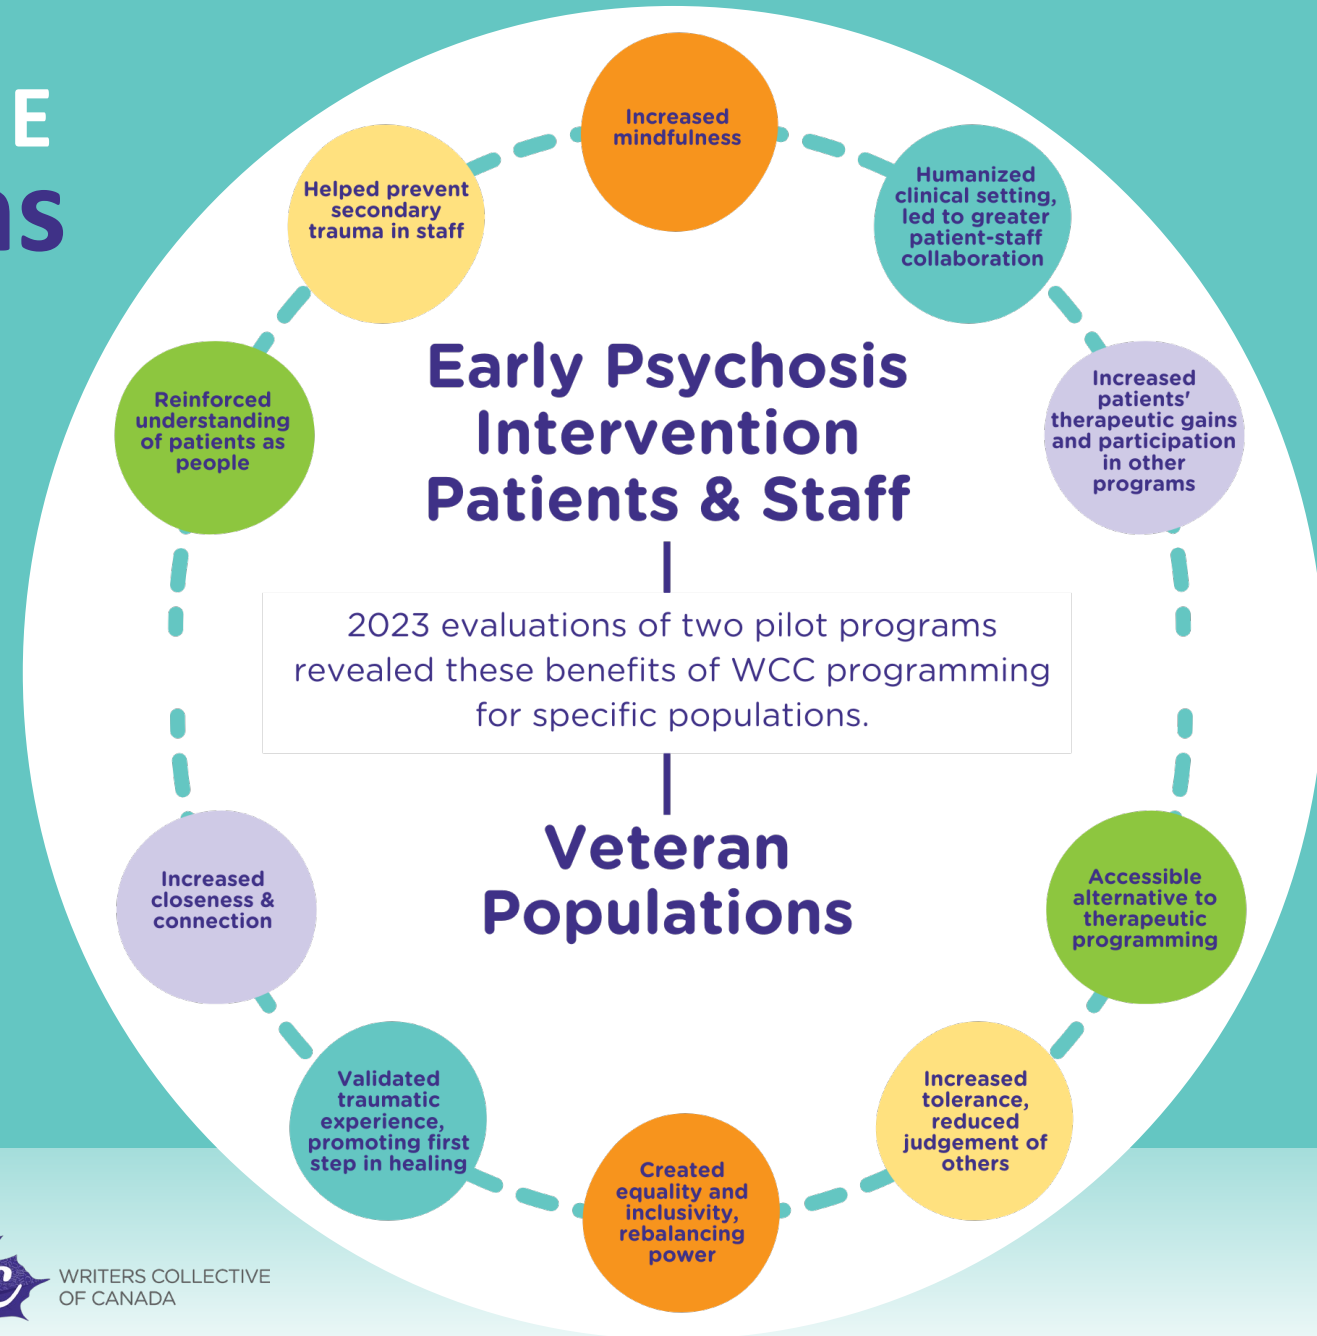 E
as
Increased
mindfulness
Humanized
clinical setting,
led to greater
patient-staff
collaboration
Helped prevent
secondary
trauma in staff
Increased
patients'
therapeutic gains
and participation
in other
programs
Reinforced
understanding
of patients as
people
Early Psychosis
Intervention
Patients & Staff
2023 evaluations of two pilot programs
revealed these benefits of WCC programming
for specific populations.
Veteran
Populations
Increased
closeness &
connection
Accessible
alternative to
therapeutic
programming
Validated
traumatic
experience,
promoting first
step in healing
Increased
tolerance,
reduced
judgement of
others
Created
equality and
inclusivity,
rebalancing
power
WRITERS COLLECTIVE
OF CANADA